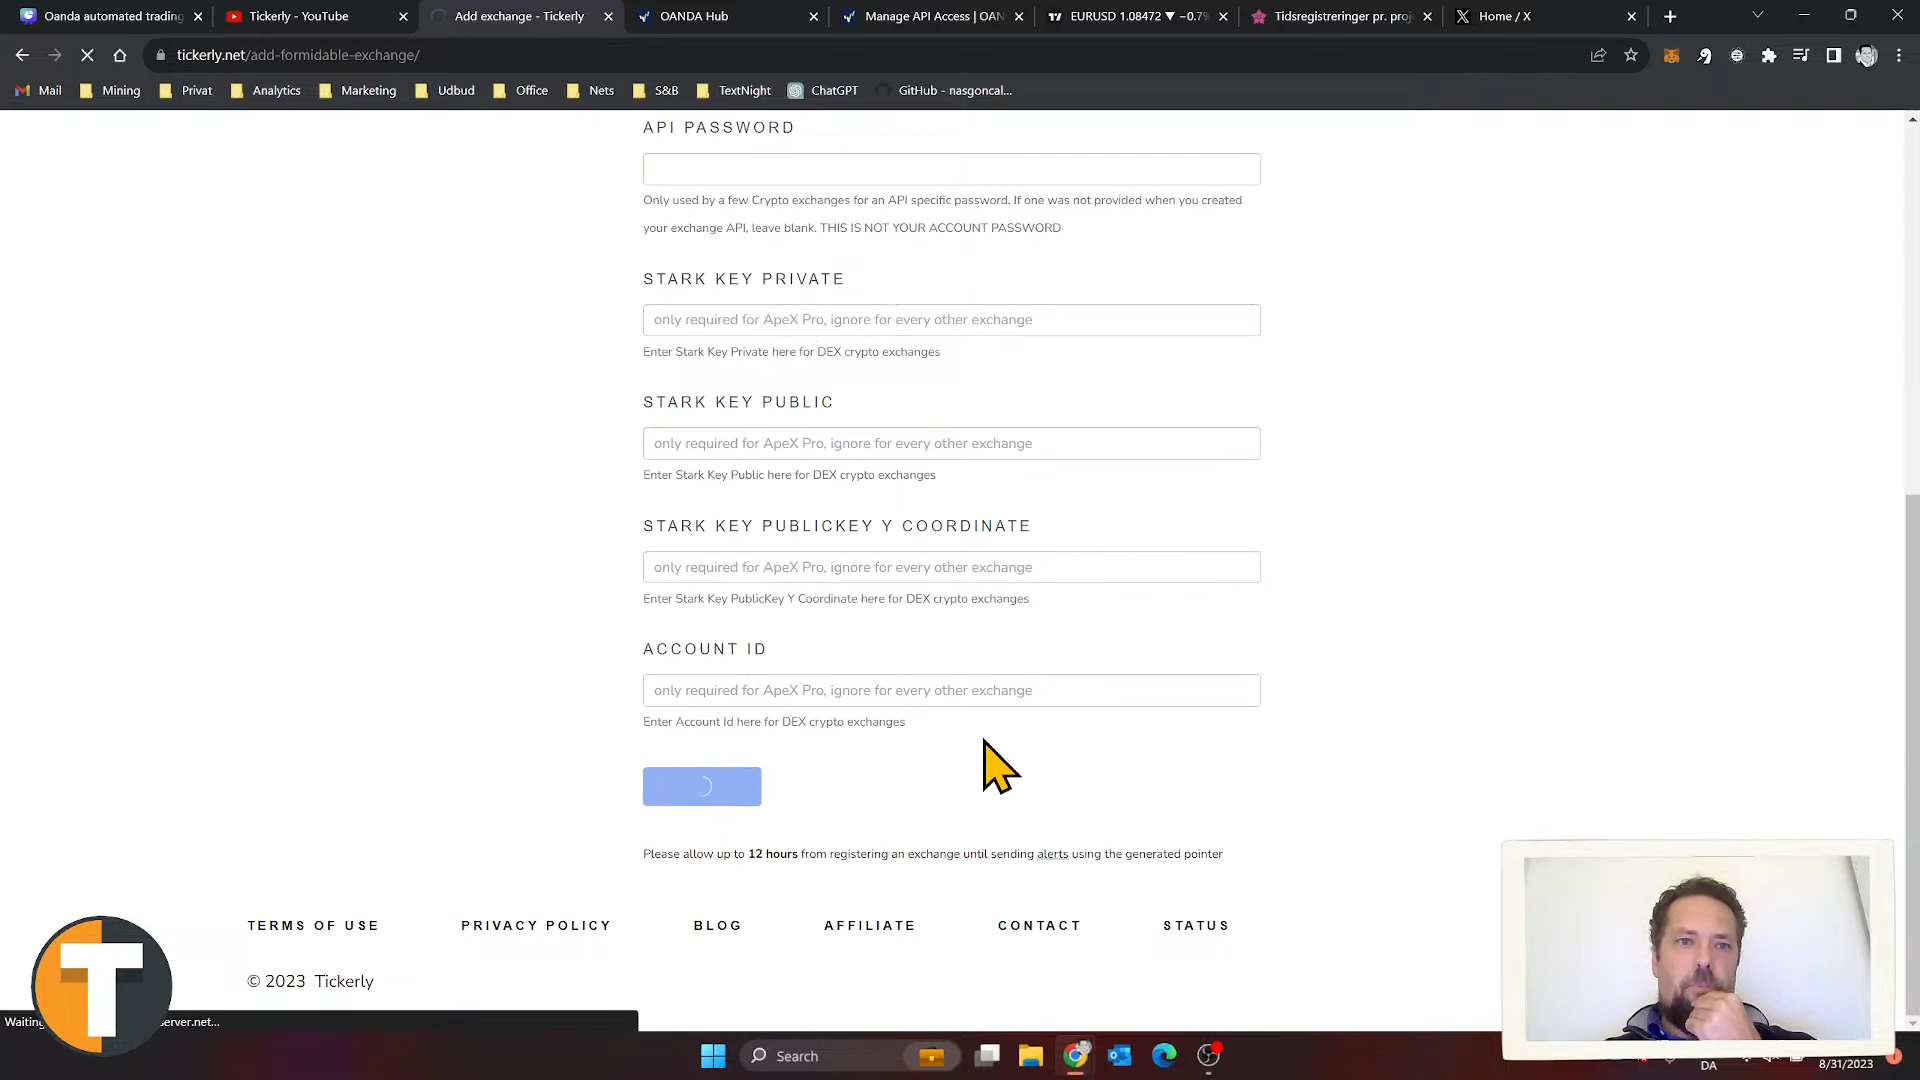 Oanda automated trading
Tickerly - YouTube
Add exchange - Tickerly
OANDA Hub
Manage API Access | OAN
EURUSD 1.08472 ▼ −0.7%
Tidsregistreringer pr. proj
Home / X
tickerly.net/add-formidable-exchange/
Mail
Mining
Privat
Analytics
Marketing
Udbud
Office
Nets
S&B
TextNight
ChatGPT
GitHub - nasgoncal...
API PASSWORD
Only used by a few Crypto exchanges for an API specific password. If one was not provided when you created
your exchange API, leave blank. THIS IS NOT YOUR ACCOUNT PASSWORD
STARK KEY PRIVATE
only required for ApeX Pro, ignore for every other exchange
Enter Stark Key Private here for DEX crypto exchanges
STARK KEY PUBLIC
only required for ApeX Pro, ignore for every other exchange
Enter Stark Key Public here for DEX crypto exchanges
STARK KEY PUBLICKEY Y COORDINATE
only required for ApeX Pro, ignore for every other exchange
Enter Stark Key PublicKey Y Coordinate here for DEX crypto exchanges
ACCOUNT ID
only required for ApeX Pro, ignore for every other exchange
Enter Account Id here for DEX crypto exchanges
Please allow up to 12 hours from registering an exchange until sending alerts using the generated pointer
TERMS OF USE
PRIVACY POLICY
BLOG
AFFILIATE
CONTACT
STATUS
© 2023 Tickerly
T
Waiting
erver.net...
Search
DA
8/31/2023